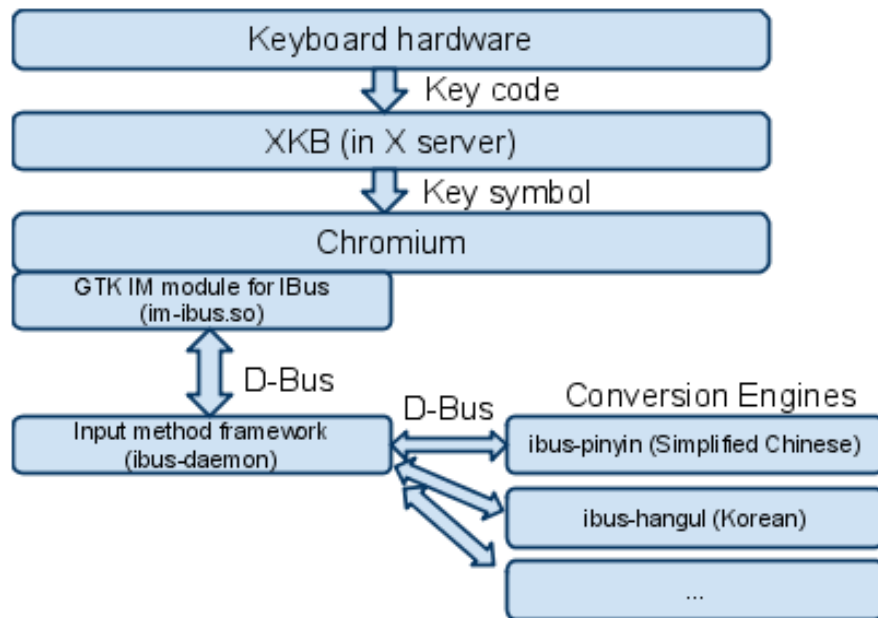 Keyboard hardware
Key code
XKB (in X server)
Key symbol
Chromium
GTK IM module for IBus
(im-ibus.so)
D-Bus
Input method framework
(ibus-daemon)
D-Bus
Conversion Engines
ibus-pinyin (Simplified Chinese)
ibus-hangul (Korean)
...